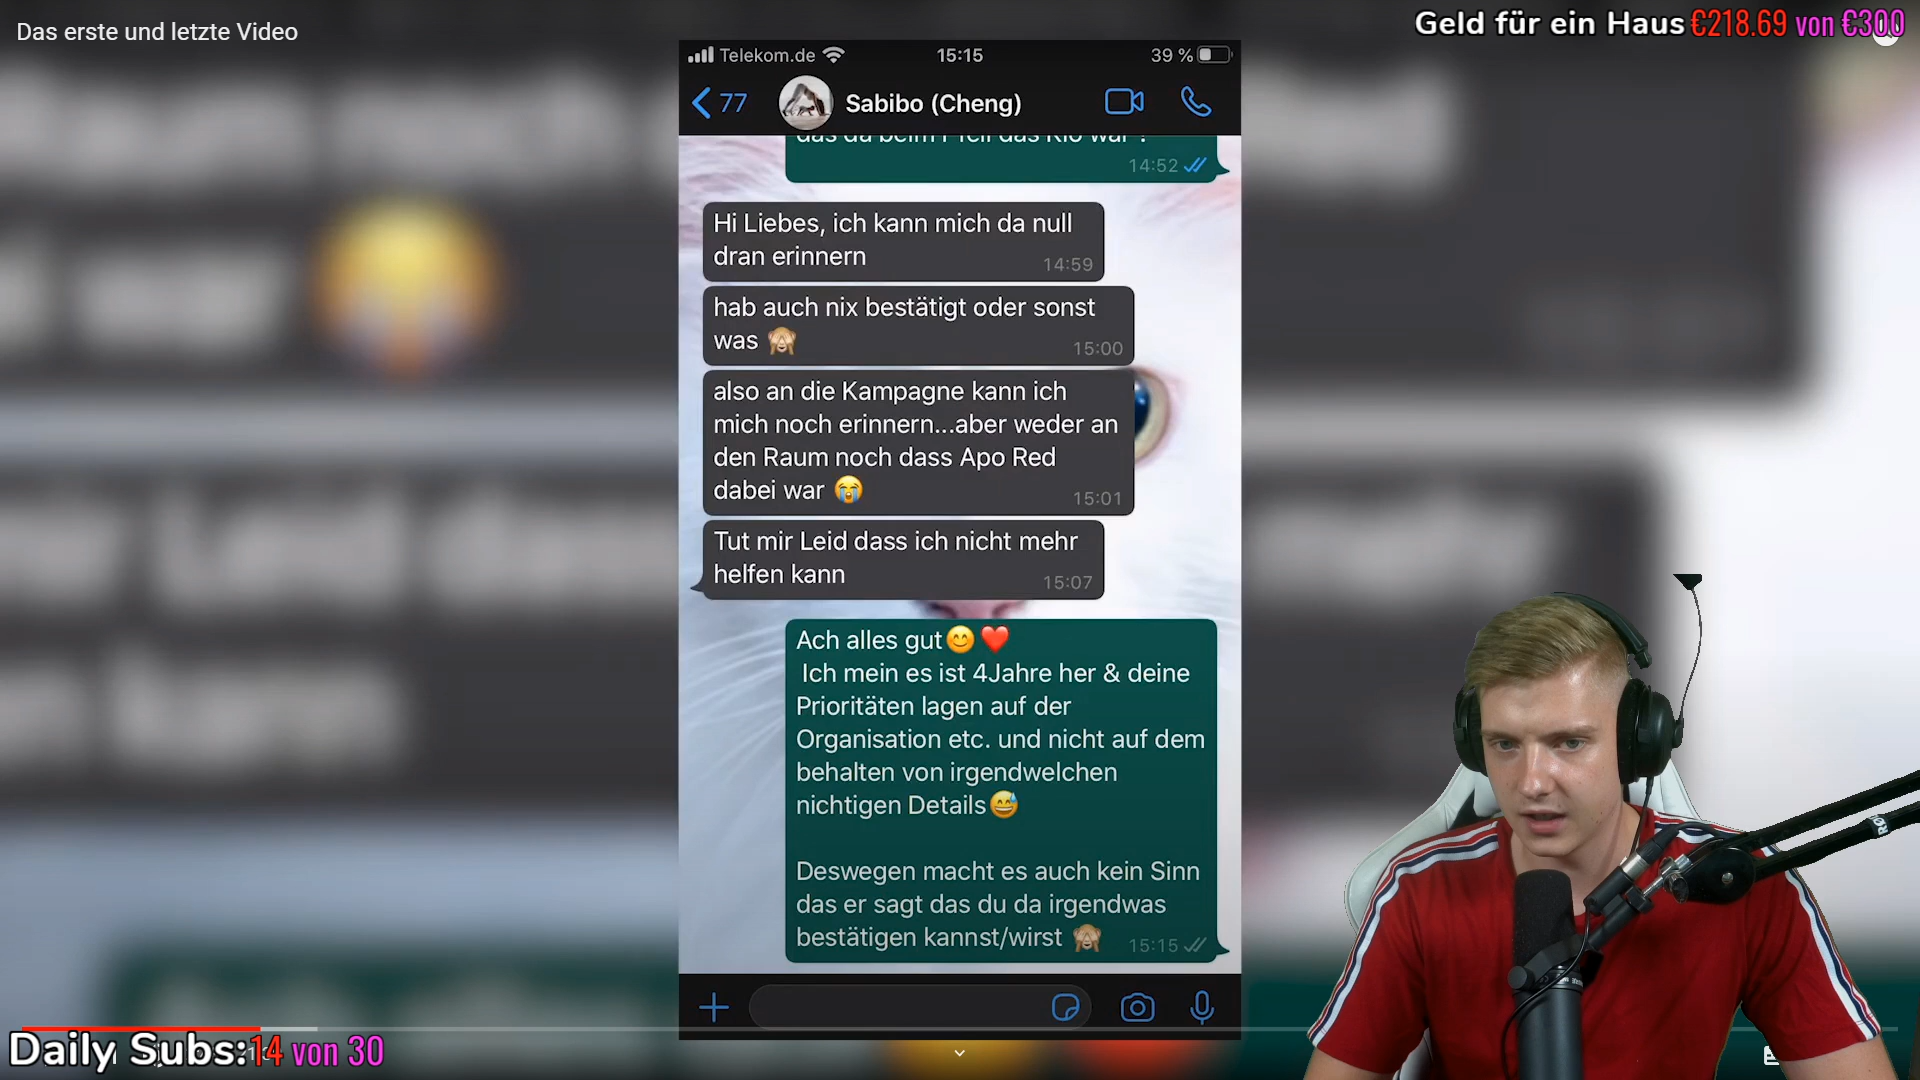 Das erste und letzte Video
Geld für ein Haus €218.69 von €300
Telekom.de
15:15
39 %
77
Sabibo (Cheng)
14:52
Hi Liebes, ich kann mich da null
dran erinnern
14:59
hab auch nix bestätigt oder sonst
was 🙈
15:00
also an die Kampagne kann ich
mich noch erinnern...aber weder an
den Raum noch dass Apo Red
dabei war 😭
15:01
Tut mir Leid dass ich nicht mehr
helfen kann
15:07
Ach alles gut😊❤️
Ich mein es ist 4Jahre her & deine
Prioritäten lagen auf der
Organisation etc. und nicht auf dem
behalten von irgendwelchen
nichtigen Details😅
Deswegen macht es auch kein Sinn
das er sagt das du da irgendwas
bestätigen kannst/wirst 🙈
15:15
Daily Subs: 14 von 30